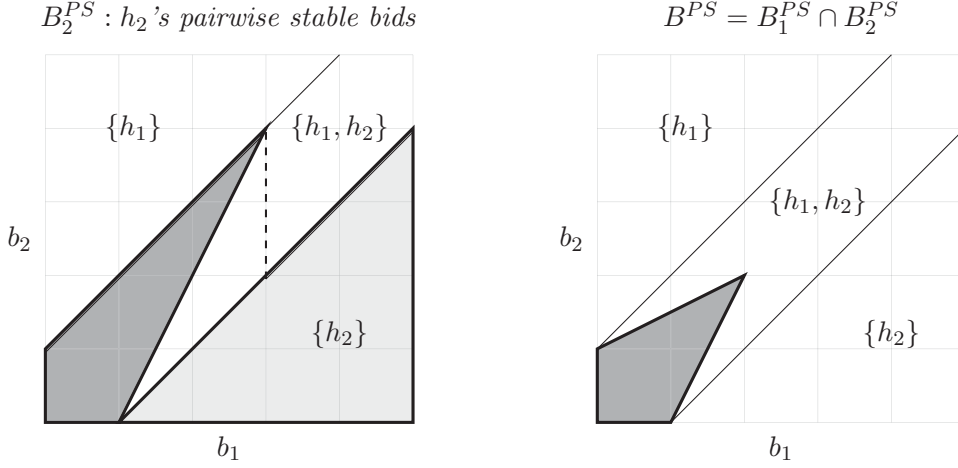 B_2^{PS} : h_2's pairwise stable bids
{h_1}
{h_1, h_2}
b_2
{h_2}
b_1
B^{PS} = B_1^{PS} ∩ B_2^{PS}
{h_1}
{h_1, h_2}
b_2
{h_2}
b_1